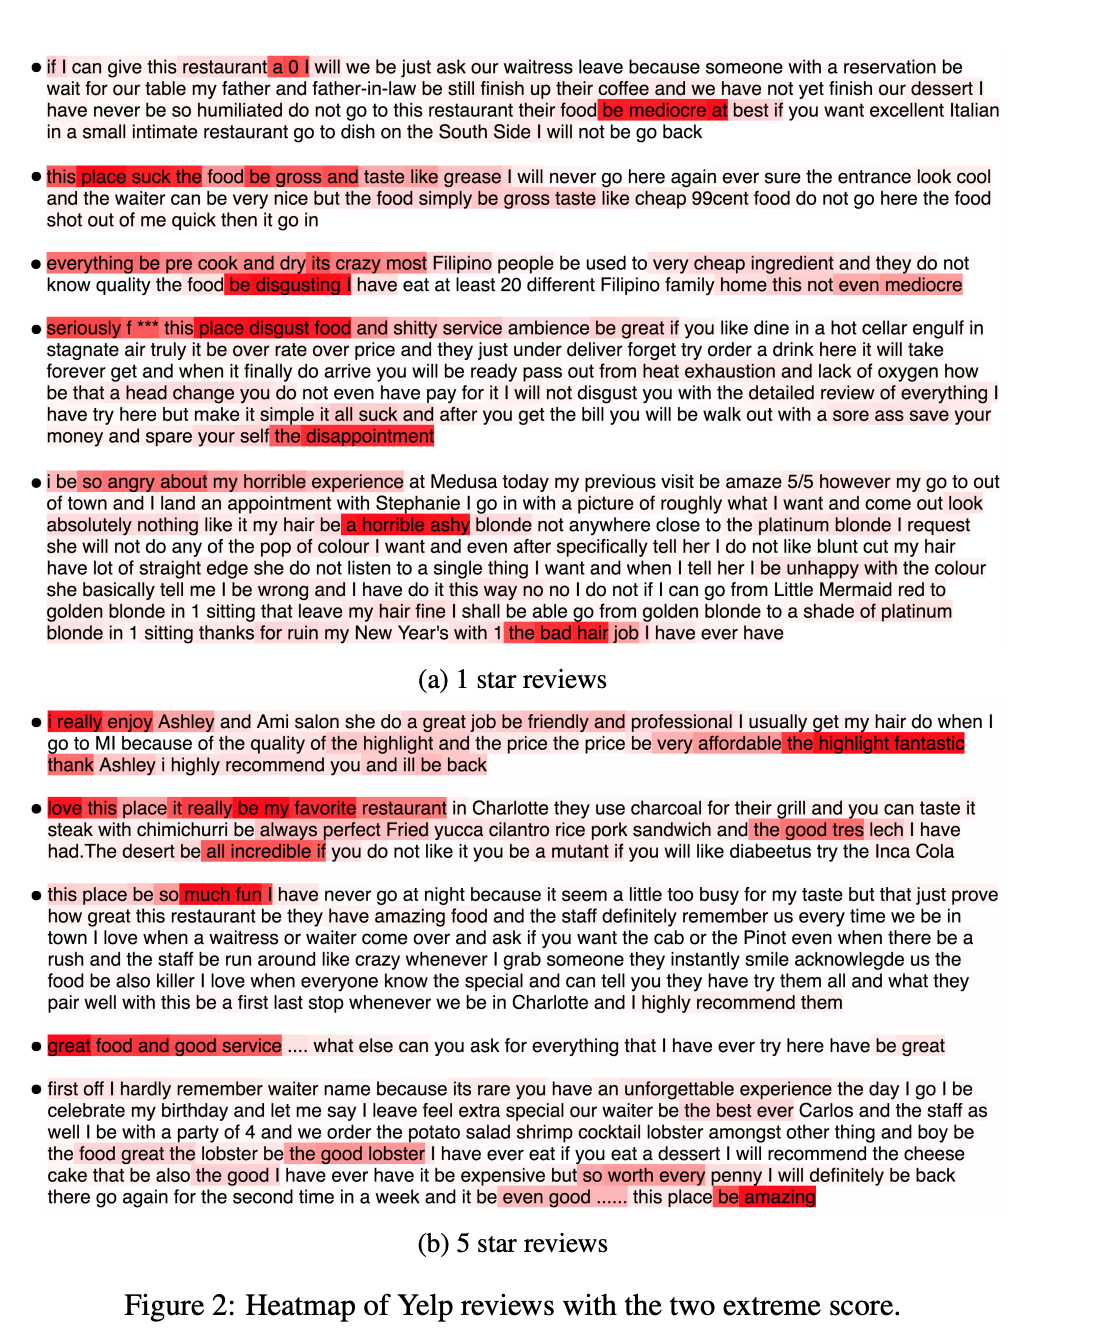 ● if I can give this restaurant a 0 I will we be just ask our waitress leave because someone with a reservation be
wait for our table my father and father-in-law be still finish up their coffee and we have not yet finish our dessert I
have never be so humiliated do not go to this restaurant their food be mediocre at best if you want excellent Italian
in a small intimate restaurant go to dish on the South Side I will not be go back
● this place suck the food be gross and taste like grease I will never go here again ever sure the entrance look cool
and the waiter can be very nice but the food simply be gross taste like cheap 99cent food do not go here the food
shot out of me quick then it go in
● everything be pre cook and dry its crazy most Filipino people be used to very cheap ingredient and they do not
know quality the food be disgusting I have eat at least 20 different Filipino family home this not even mediocre
● seriously f *** this place disgust food and shitty service ambience be great if you like dine in a hot cellar engulf in
stagnate air truly it be over rate over price and they just under deliver forget try order a drink here it will take
forever get and when it finally do arrive you will be ready pass out from heat exhaustion and lack of oxygen how
be that a head change you do not even have pay for it I will not disgust you with the detailed review of everything I
have try here but make it simple it all suck and after you get the bill you will be walk out with a sore ass save your
money and spare your self the disappointment
● i be so angry about my horrible experience at Medusa today my previous visit be amaze 5/5 however my go to out
of town and I land an appointment with Stephanie I go in with a picture of roughly what I want and come out look
absolutely nothing like it my hair be a horrible ashy blonde not anywhere close to the platinum blonde I request
she will not do any of the pop of colour I want and even after specifically tell her I do not like blunt cut my hair
have lot of straight edge she do not listen to a single thing I want and when I tell her I be unhappy with the colour
she basically tell me I be wrong and I have do it this way no no I do not if I can go from Little Mermaid red to
golden blonde in 1 sitting that leave my hair fine I shall be able go from golden blonde to a shade of platinum
blonde in 1 sitting thanks for ruin my New Year's with 1 the bad hair job I have ever have
(a) 1 star reviews
● i really enjoy Ashley and Ami salon she do a great job be friendly and professional I usually get my hair do when I
go to MI because of the quality of the highlight and the price the price be very affordable the highlight fantastic
thank Ashley i highly recommend you and ill be back
● love this place it really be my favorite restaurant in Charlotte they use charcoal for their grill and you can taste it
steak with chimichurri be always perfect Fried yucca cilantro rice pork sandwich and the good tres lech I have
had.The desert be all incredible if you do not like it you be a mutant if you will like diabeetus try the Inca Cola
● this place be so much fun I have never go at night because it seem a little too busy for my taste but that just prove
how great this restaurant be they have amazing food and the staff definitely remember us every time we be in
town I love when a waitress or waiter come over and ask if you want the cab or the Pinot even when there be a
rush and the staff be run around like crazy whenever I grab someone they instantly smile acknowlegde us the
food be also killer I love when everyone know the special and can tell you they have try them all and what they
pair well with this be a first last stop whenever we be in Charlotte and I highly recommend them
● great food and good service .... what else can you ask for everything that I have ever try here have be great
● first off I hardly remember waiter name because its rare you have an unforgettable experience the day I go I be
celebrate my birthday and let me say I leave feel extra special our waiter be the best ever Carlos and the staff as
well I be with a party of 4 and we order the potato salad shrimp cocktail lobster amongst other thing and boy be
the food great the lobster be the good lobster I have ever eat if you eat a dessert I will recommend the cheese
cake that be also the good I have ever have it be expensive but so worth every penny I will definitely be back
there go again for the second time in a week and it be even good ...... this place be amazing
(b) 5 star reviews
Figure 2: Heatmap of Yelp reviews with the two extreme score.